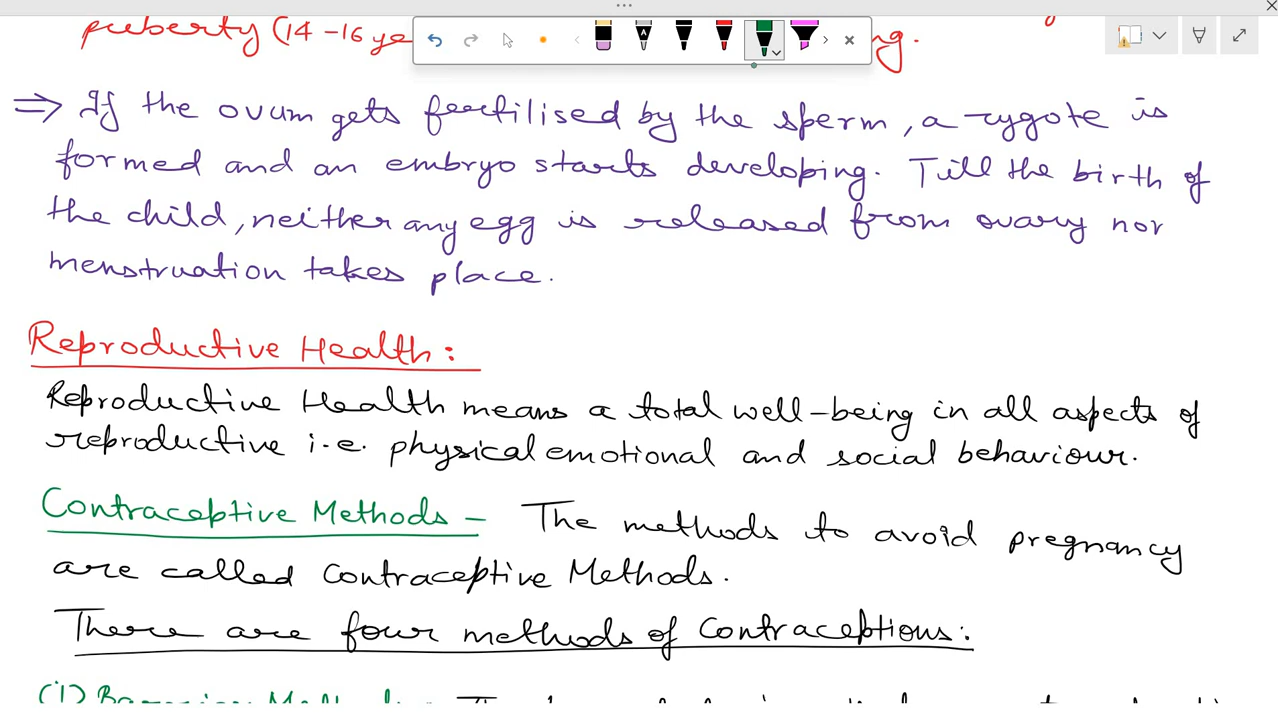 puberty (14-16 ye ng.
⇒ If the ovum gets fertilised by the sperm, a zygote is
formed and an embryo starts developing. Till the birth of
the child, neither any egg is released from ovary nor
menstruation takes place.
Reproductive Health:
Reproductive Health means a total well-being in all aspects of
reproductive i.e. physical emotional and social behaviour.
Contraceptive Methods - The methods to avoid pregnancy
are called Contraceptive Methods.
There are four methods of Contraceptions:
(i)